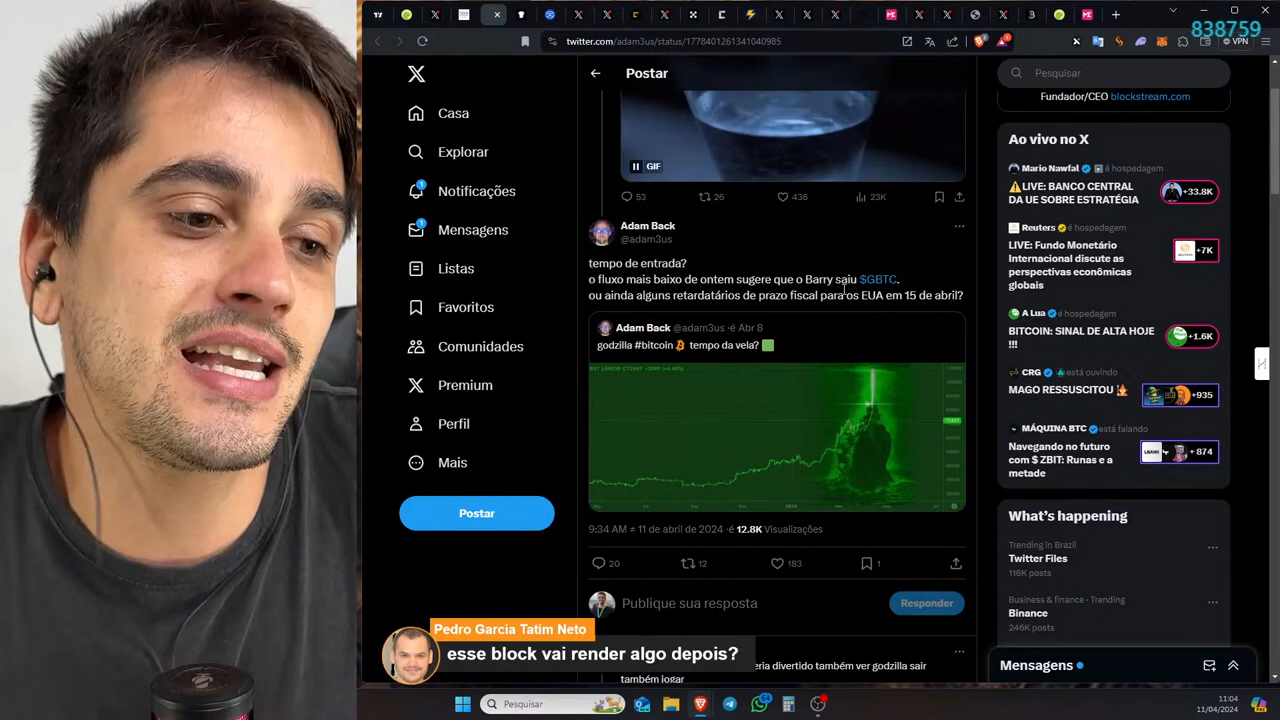 838759
twitter.com/adam3us/status/1778401261341040985
VPN
Casa
Explorar
Notificações
Mensagens
Listas
Favoritos
Comunidades
Premium
Perfil
Mais
Postar
Postar
GIF
53
26
436
23K
Adam Back
@adam3us
tempo de entrada?
o fluxo mais baixo de ontem sugere que o Barry saiu $GBTC.
ou ainda alguns retardatários de prazo fiscal para os EUA em 15 de abril?
Adam Back @adam3us ·é Abr 8
godzilla #bitcoin tempo da vela?
9:34 AM ≠ 11 de abril de 2024 ·é 12.8K Visualizações
20
12
183
1
Publique sua resposta
Responder
eria divertido também ver godzilla sair
também jogar
Pesquisar
Fundador/CEO blockstream.com
Ao vivo no X
Mario Nawfal é hospedagem
LIVE: BANCO CENTRAL
DA UE SOBRE ESTRATÉGIA
+33.8K
Reuters é hospedagem
LIVE: Fundo Monetário
Internacional discute as
perspectivas econômicas
globais
+7K
A Lua é hospedagem
BITCOIN: SINAL DE ALTA HOJE
!!!
+1.6K
CRG está ouvindo
MAGO RESSUSCITOU
+935
MÁQUINA BTC está falando
Navegando no futuro
com $ ZBIT: Runas e a
metade
LBANK
+ 874
What's happening
Trending in Brazil
Twitter Files
116K posts
Business & finance · Trending
Binance
246K posts
Mensagens
Pedro Garcia Tatim Neto
esse block vai render algo depois?
Pesquisar
11:04
11/04/2024